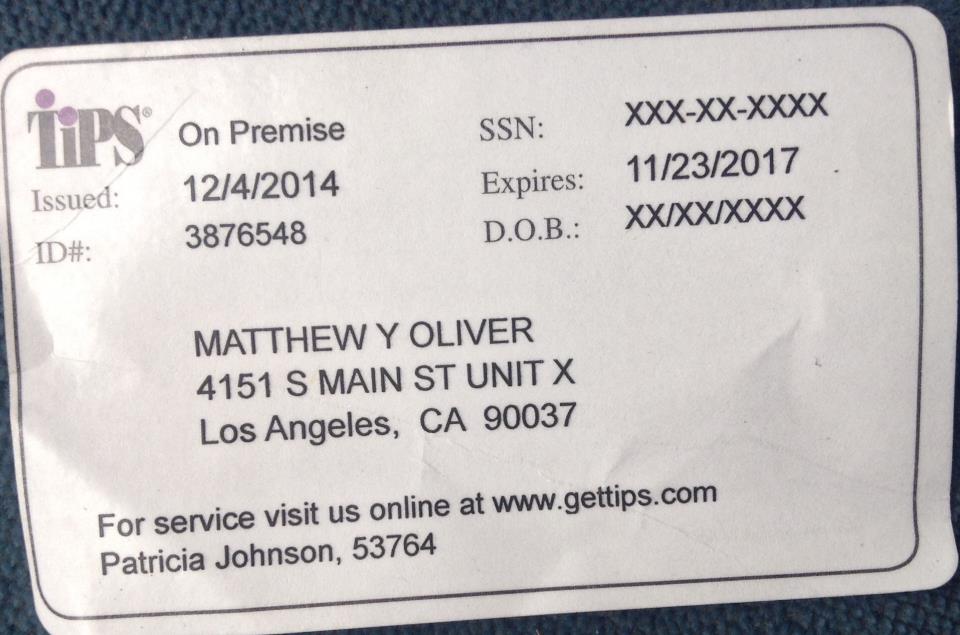 TiPS® On Premise SSN: XXX-XX-XXXX
Issued: 12/4/2014 Expires: 11/23/2017
ID#: 3876548 D.O.B.: XX/XX/XXXX
MATTHEW Y OLIVER
4151 S MAIN ST UNIT X
Los Angeles, CA 90037
For service visit us online at www.gettips.com
Patricia Johnson, 53764